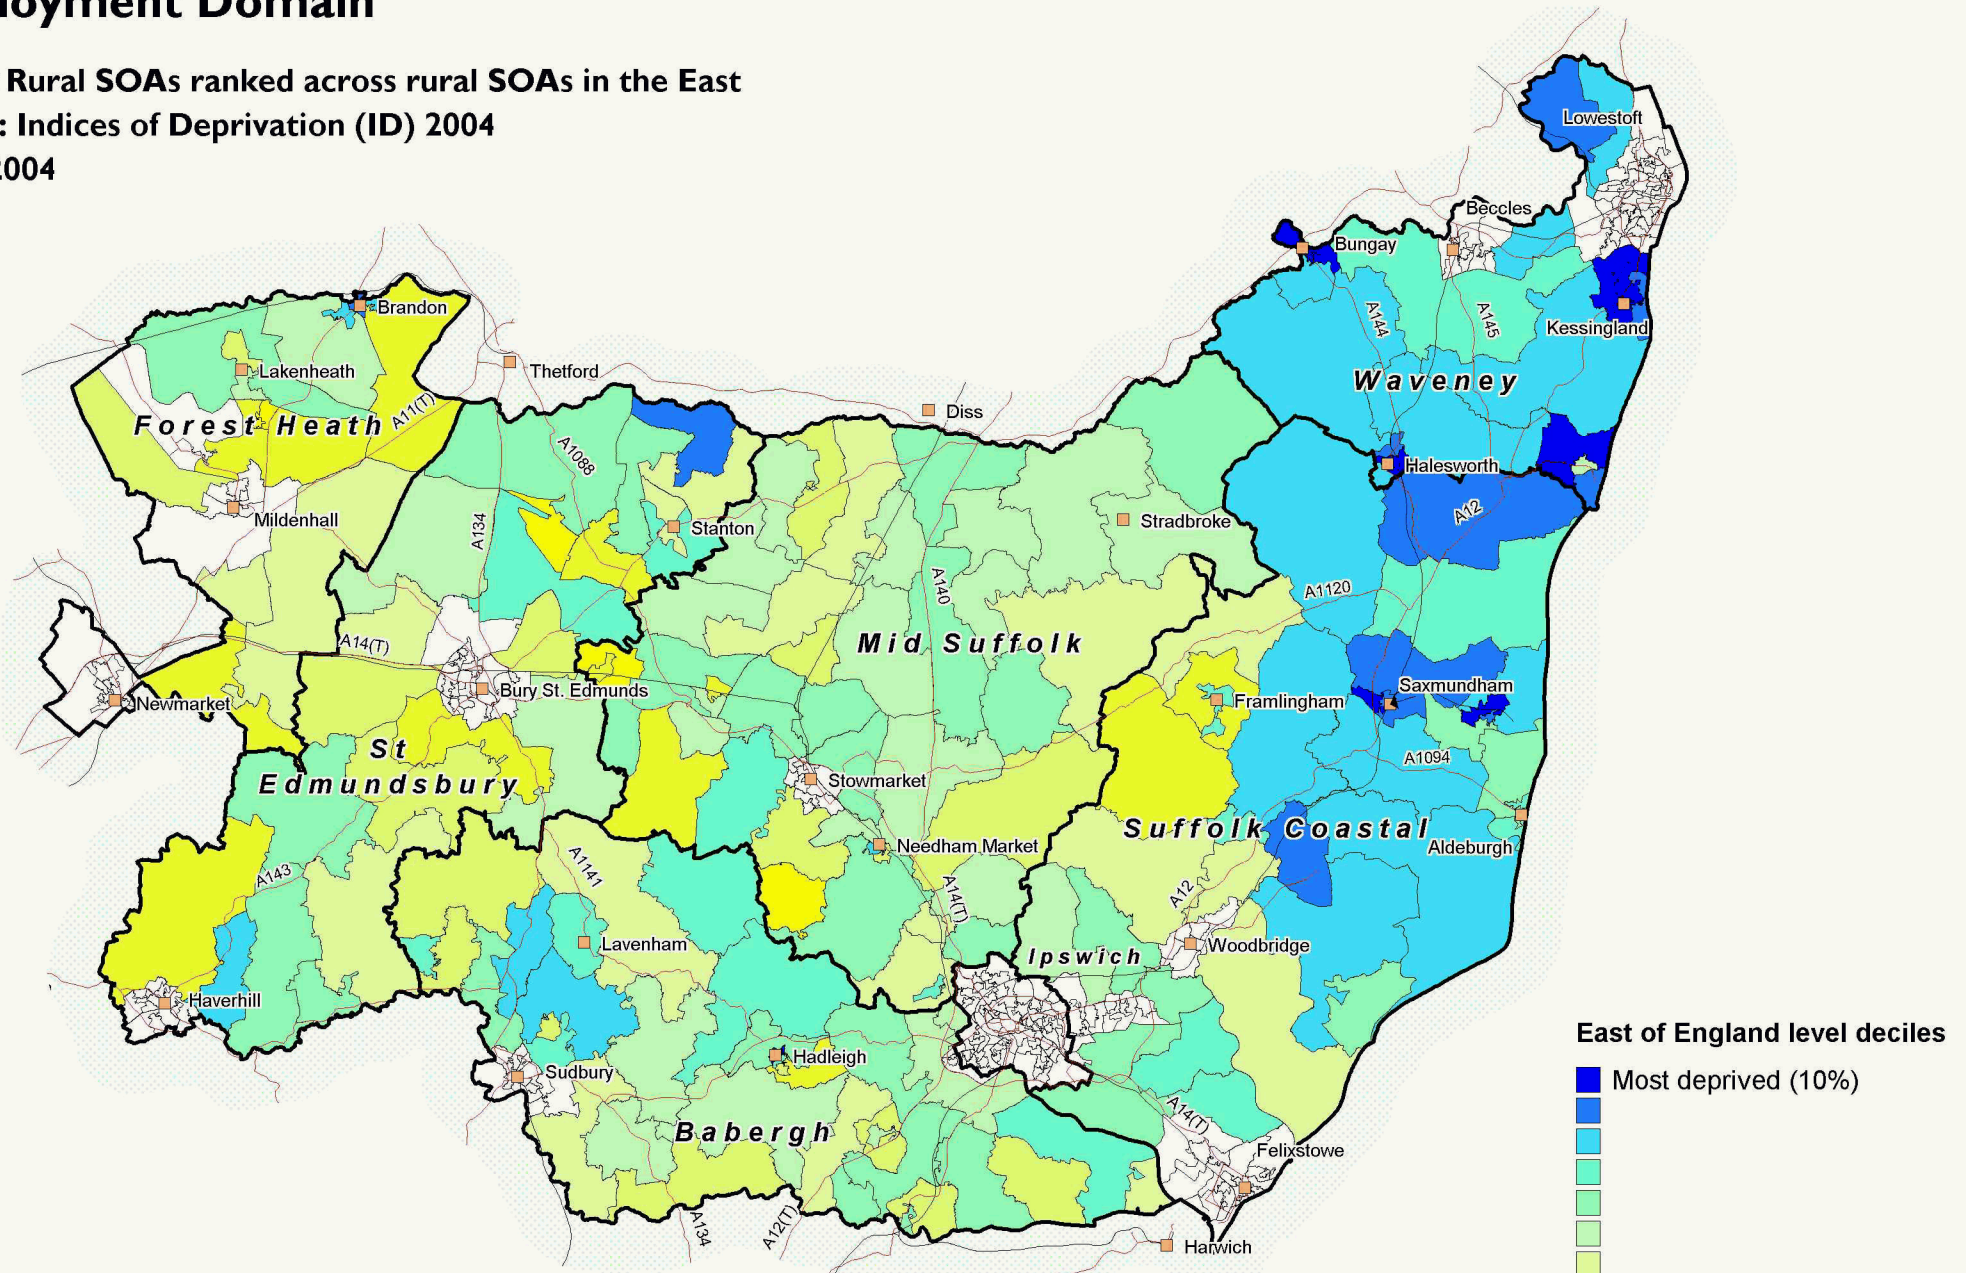 loyment Domain
Rural SOAs ranked across rural SOAs in the East
: Indices of Deprivation (ID) 2004
2004
Lowestoft
Beccles
Bungay
Brandon
Kessingland
A144
A145
Lakenheath
Thetford
Waveney
Diss
A11(T)
Forest Heath
A1088
Halesworth
A12
Mildenhall
A134
Stanton
Stradbroke
A140
A1120
A14(T)
Mid Suffolk
Saxmundham
Newmarket
Bury St. Edmunds
Framlingham
St
Edmundsbury
A1094
Stowmarket
Suffolk Coastal
Aldeburgh
Needham Market
A143
A1141
A14(T)
A12
Lavenham
Woodbridge
Ipswich
Haverhill
Hadleigh
Sudbury
East of England level deciles
Most deprived (10%)
A14(T)
Babergh
Felixstowe
A134
A12(T)
Harwich